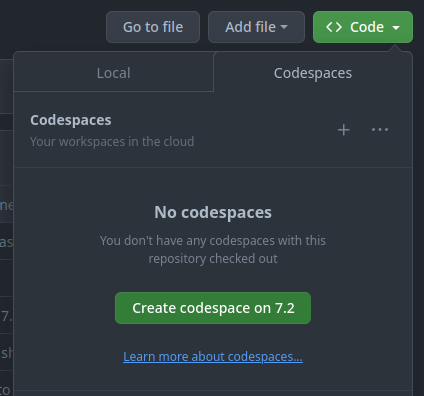 Go to file
Add file
Code
Local
Codespaces
Codespaces
Your workspaces in the cloud
No codespaces
You don't have any codespaces with this
repository checked out
Create codespace on 7.2
Learn more about codespaces...